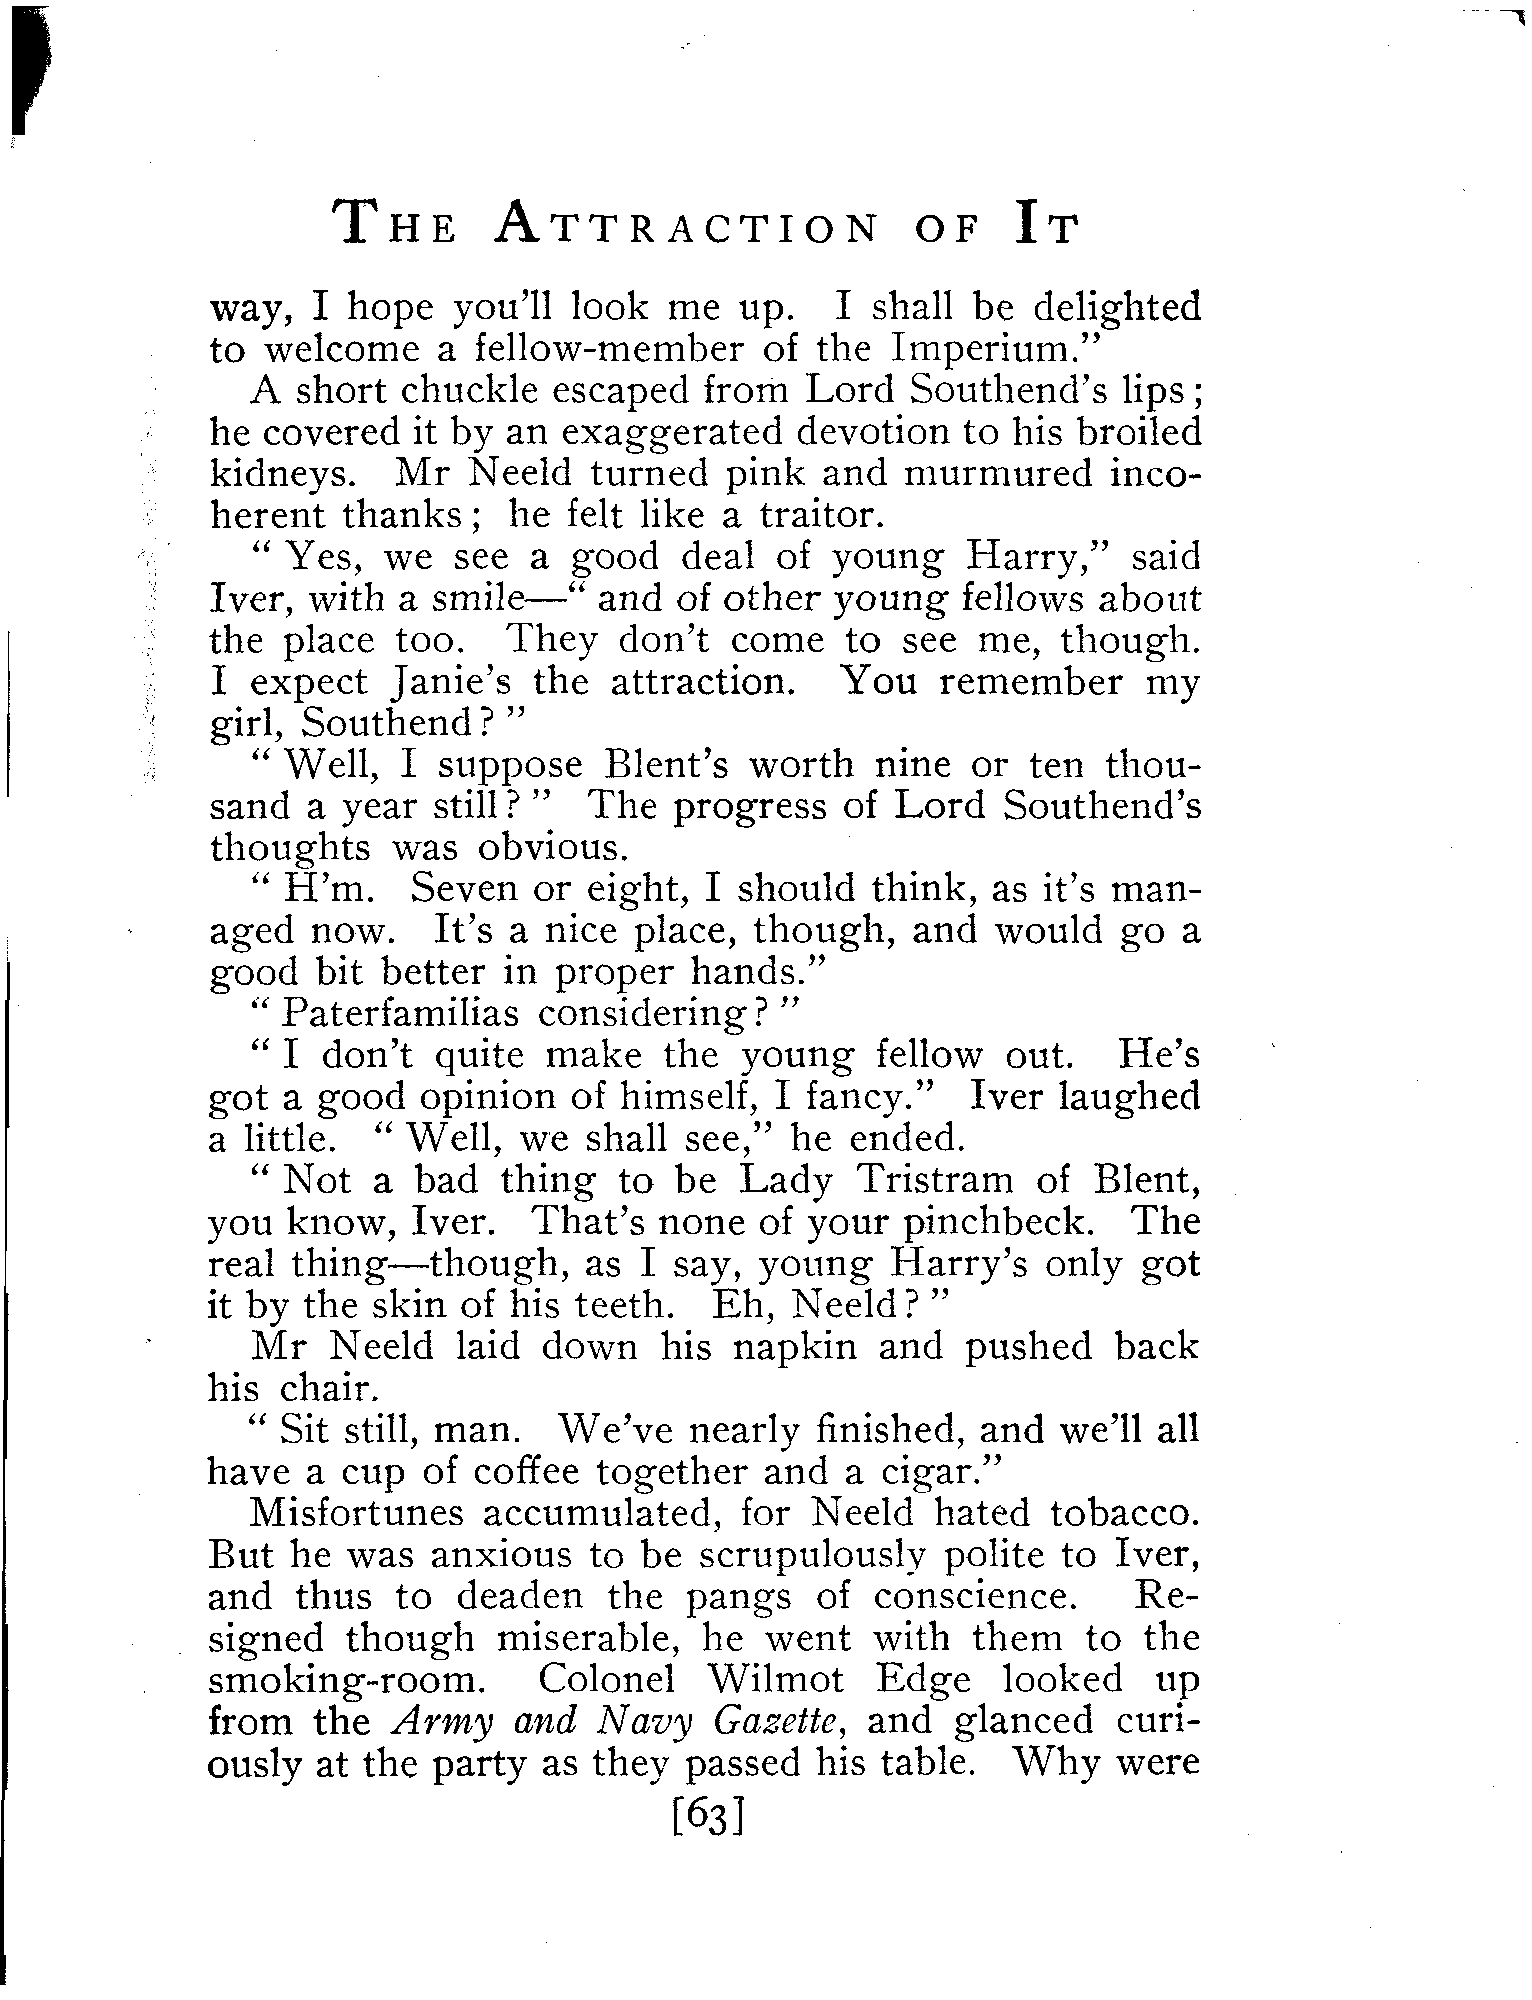 THE ATTRACTION OF IT
way, I hope you'll look me up. I shall be delighted
to welcome a fellow-member of the Imperium."
A short chuckle escaped from Lord Southend's lips;
he covered it by an exaggerated devotion to his broiled
kidneys. Mr Neeld turned pink and murmured inco-
herent thanks; he felt like a traitor.
"Yes, we see a good deal of young Harry," said
Iver, with a smile—"and of other young fellows about
the place too. They don't come to see me, though.
I expect Janie's the attraction. You remember my
girl, Southend?"
"Well, I suppose Blent's worth nine or ten thou-
sand a year still?" The progress of Lord Southend's
thoughts was obvious.
"H'm. Seven or eight, I should think, as it's man-
aged now. It's a nice place, though, and would go a
good bit better in proper hands."
"Paterfamilias considering?"
"I don't quite make the young fellow out. He's
got a good opinion of himself, I fancy." Iver laughed
a little. "Well, we shall see," he ended.
"Not a bad thing to be Lady Tristram of Blent,
you know, Iver. That's none of your pinchbeck. The
real thing—though, as I say, young Harry's only got
it by the skin of his teeth. Eh, Neeld?"
Mr Neeld laid down his napkin and pushed back
his chair.
"Sit still, man. We've nearly finished, and we'll all
have a cup of coffee together and a cigar."
Misfortunes accumulated, for Neeld hated tobacco.
But he was anxious to be scrupulously polite to Iver,
and thus to deaden the pangs of conscience. Re-
signed though miserable, he went with them to the
smoking-room. Colonel Wilmot Edge looked up
from the Army and Navy Gazette, and glanced curi-
ously at the party as they passed his table. Why were
[63]